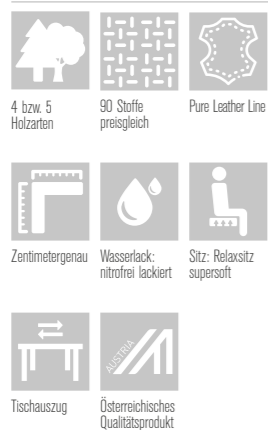 4 bzw. 5
Holzarten
90 Stoffe
preisgleich
Pure Leather Line
Zentimetergenau
Wasserlack:
nitrofrei lackiert
Sitz: Relaxsitz
supersoft
AUSTRIA
Tischauszug
Österreichisches
Qualitätsprodukt